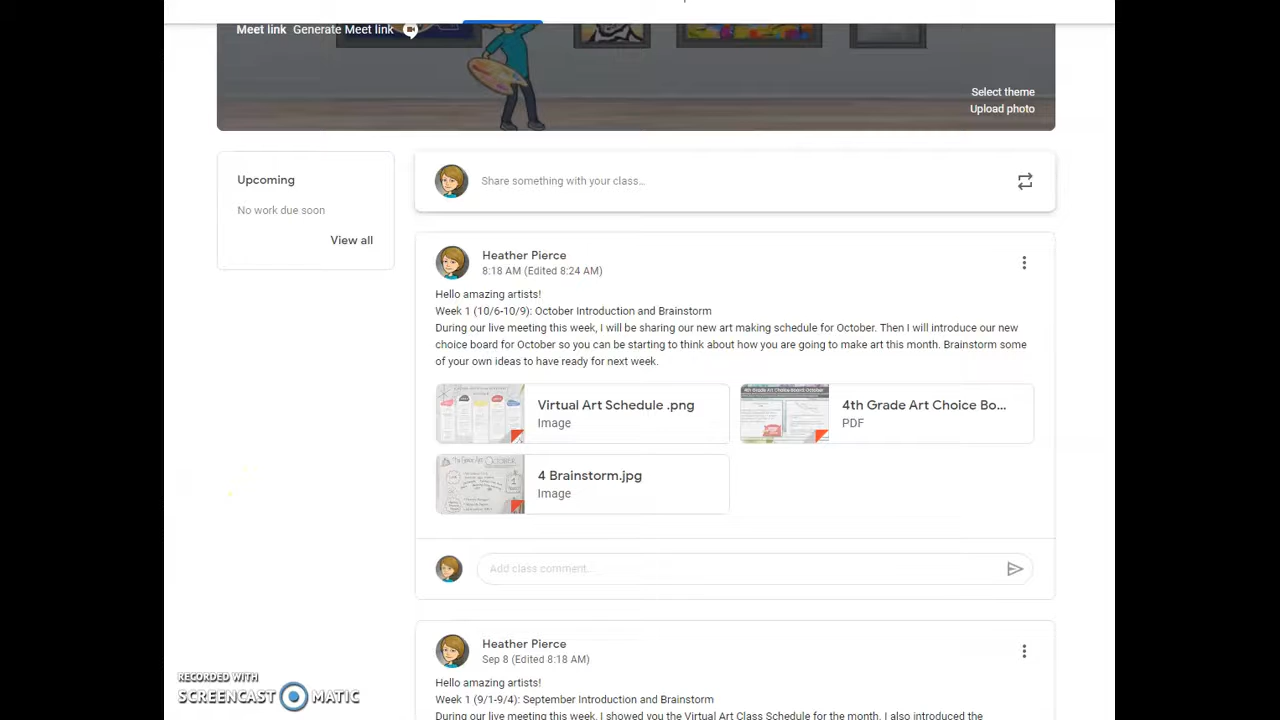 Meet link Generate Meet link
Select theme
Upload photo
Upcoming
No work due soon
View all
Share something with your class...
Heather Pierce
8:18 AM (Edited 8:24 AM)
Hello amazing artists!
Week 1 (10/6-10/9): October Introduction and Brainstorm
During our live meeting this week, I will be sharing our new art making schedule for October. Then I will introduce our new
choice board for October so you can be starting to think about how you are going to make art this month. Brainstorm some
of your own ideas to have ready for next week.
Virtual Art Schedule .png
Image
4th Grade Art Choice Bo...
PDF
4 Brainstorm.jpg
Image
Add class comment...
Heather Pierce
Sep 8 (Edited 8:18 AM)
Hello amazing artists!
Week 1 (9/1-9/4): September Introduction and Brainstorm
During our live meeting this week, I showed you the Virtual Art Class Schedule for the month. I also introduced the
RECORDED WITH
SCREENCAST MATIC